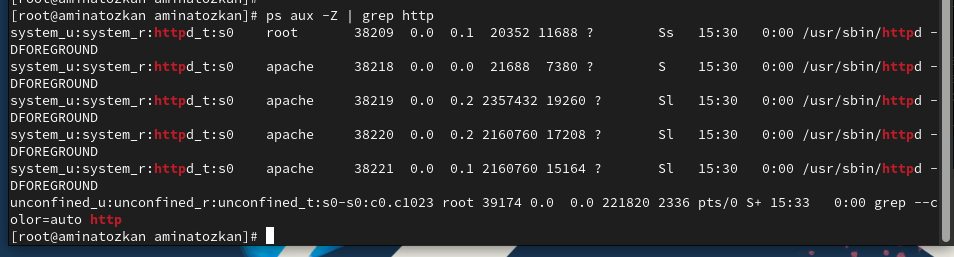 [root@aminatozkan aminatozkan]# ps aux -Z | grep http
system_u:system_r:httpd_t:s0    root       38209  0.0  0.1  20352 11688 ?        Ss   15:30   0:00 /usr/sbin/httpd -
DFOREGROUND
system_u:system_r:httpd_t:s0    apache     38218  0.0  0.0  21688  7380 ?        S    15:30   0:00 /usr/sbin/httpd -
DFOREGROUND
system_u:system_r:httpd_t:s0    apache     38219  0.0  0.2 2357432 19260 ?       Sl   15:30   0:00 /usr/sbin/httpd -
DFOREGROUND
system_u:system_r:httpd_t:s0    apache     38220  0.0  0.2 2160760 17208 ?       Sl   15:30   0:00 /usr/sbin/httpd -
DFOREGROUND
system_u:system_r:httpd_t:s0    apache     38221  0.0  0.1 2160760 15164 ?       Sl   15:30   0:00 /usr/sbin/httpd -
DFOREGROUND
unconfined_u:unconfined_r:unconfined_t:s0-s0:c0.c1023 root 39174 0.0  0.0 221820 2336 pts/0 S+ 15:33   0:00 grep --c
olor=auto http
[root@aminatozkan aminatozkan]#